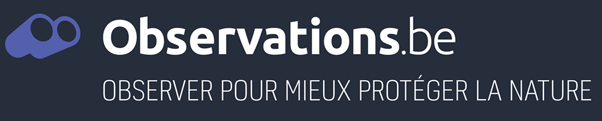 Observations.be
OBSERVER POUR MIEUX PROTÉGER LA NATURE